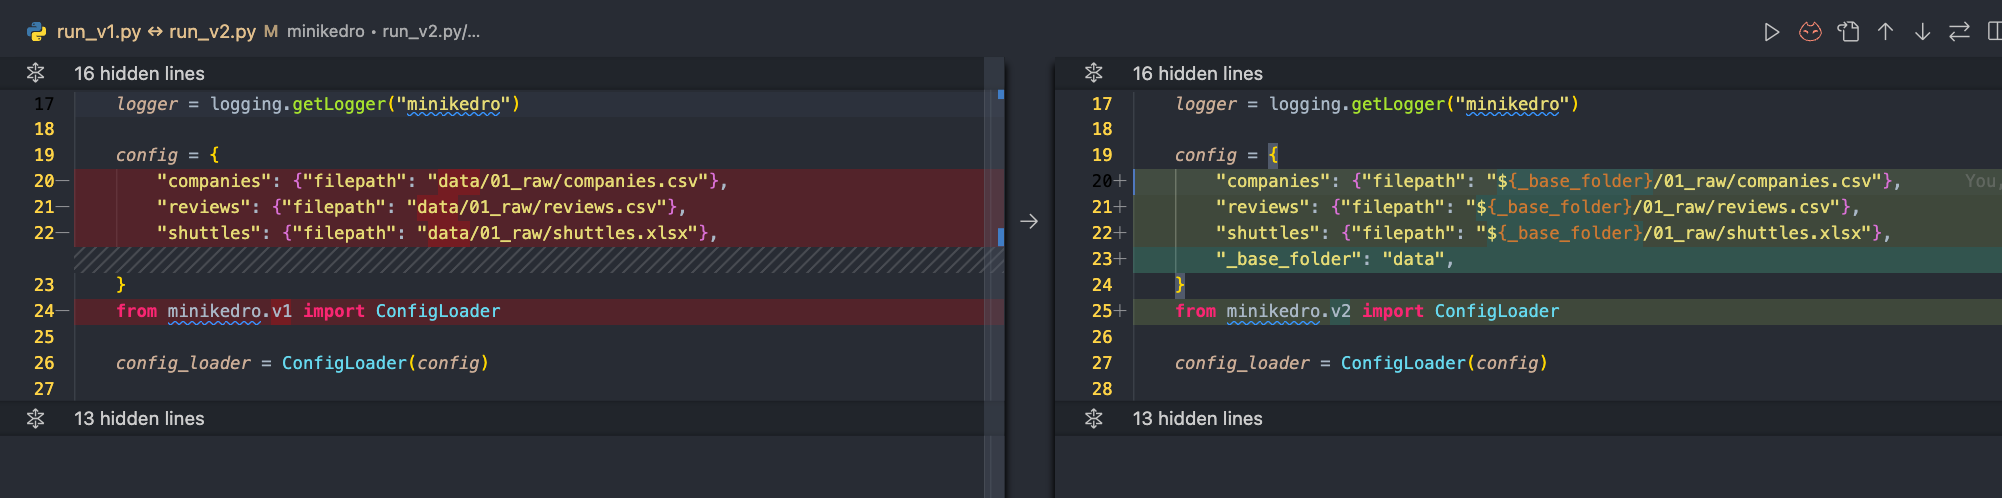 run_v1.py ↔ run_v2.py M minikedro • run_v2.py/...
16 hidden lines
17 logger = logging.getLogger("minikedro")
18
19 config = {
20— "companies": {"filepath": "data/01_raw/companies.csv"},
21— "reviews": {"filepath": "data/01_raw/reviews.csv"},
22— "shuttles": {"filepath": "data/01_raw/shuttles.xlsx"},
23 }
24— from minikedro.v1 import ConfigLoader
25
26 config_loader = ConfigLoader(config)
27
13 hidden lines
16 hidden lines
17 logger = logging.getLogger("minikedro")
18
19 config = {
20+ "companies": {"filepath": "${_base_folder}/01_raw/companies.csv"}, You,
21+ "reviews": {"filepath": "${_base_folder}/01_raw/reviews.csv"},
22+ "shuttles": {"filepath": "${_base_folder}/01_raw/shuttles.xlsx"},
23+ "_base_folder": "data",
24 }
25+ from minikedro.v2 import ConfigLoader
26
27 config_loader = ConfigLoader(config)
28
13 hidden lines